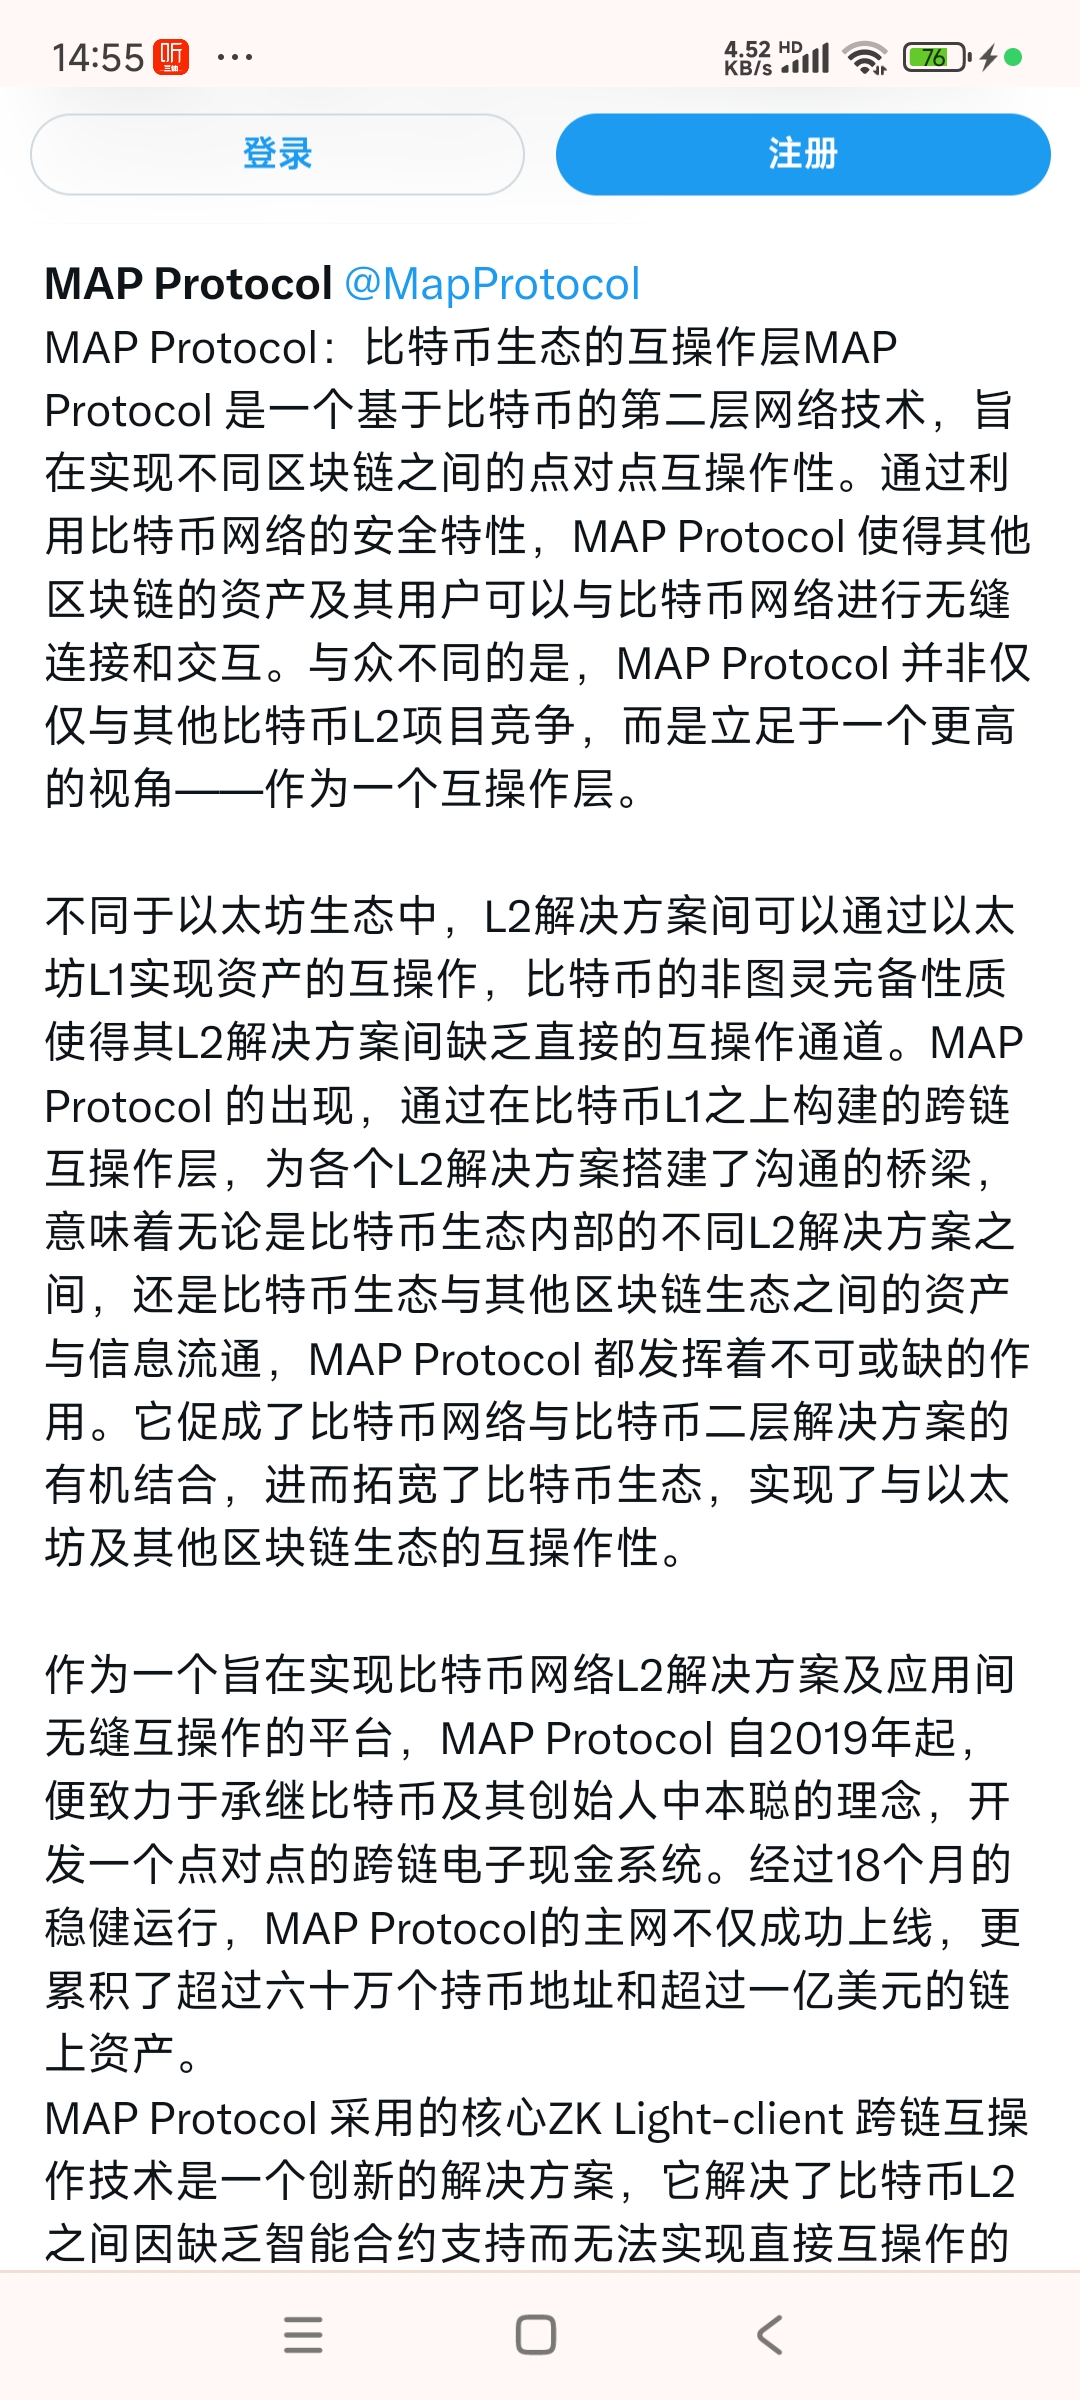 14:55
听
...
4.52
KB/s
HD
76
登录
注册
MAP Protocol @MapProtocol
MAP Protocol：比特币生态的互操作层MAP
Protocol 是一个基于比特币的第二层网络技术，旨
在实现不同区块链之间的点对点互操作性。通过利
用比特币网络的安全特性，MAP Protocol 使得其他
区块链的资产及其用户可以与比特币网络进行无缝
连接和交互。与众不同的是，MAP Protocol 并非仅
仅与其他比特币L2项目竞争，而是立足于一个更高
的视角——作为一个互操作层。
不同于以太坊生态中，L2解决方案间可以通过以太
坊L1实现资产的互操作，比特币的非图灵完备性质
使得其L2解决方案间缺乏直接的互操作通道。MAP
Protocol 的出现，通过在比特币L1之上构建的跨链
互操作层，为各个L2解决方案搭建了沟通的桥梁，
意味着无论是比特币生态内部的不同L2解决方案之
间，还是比特币生态与其他区块链生态之间的资产
与信息流通，MAP Protocol 都发挥着不可或缺的作
用。它促成了比特币网络与比特币二层解决方案的
有机结合，进而拓宽了比特币生态，实现了与以太
坊及其他区块链生态的互操作性。
作为一个旨在实现比特币网络L2解决方案及应用间
无缝互操作的平台，MAP Protocol 自2019年起，
便致力于承继比特币及其创始人中本聪的理念，开
发一个点对点的跨链电子现金系统。经过18个月的
稳健运行，MAP Protocol的主网不仅成功上线，更
累积了超过六十万个持币地址和超过一亿美元的链
上资产。
MAP Protocol 采用的核心ZK Light-client 跨链互操
作技术是一个创新的解决方案，它解决了比特币L2
之间因缺乏智能合约支持而无法实现直接互操作的